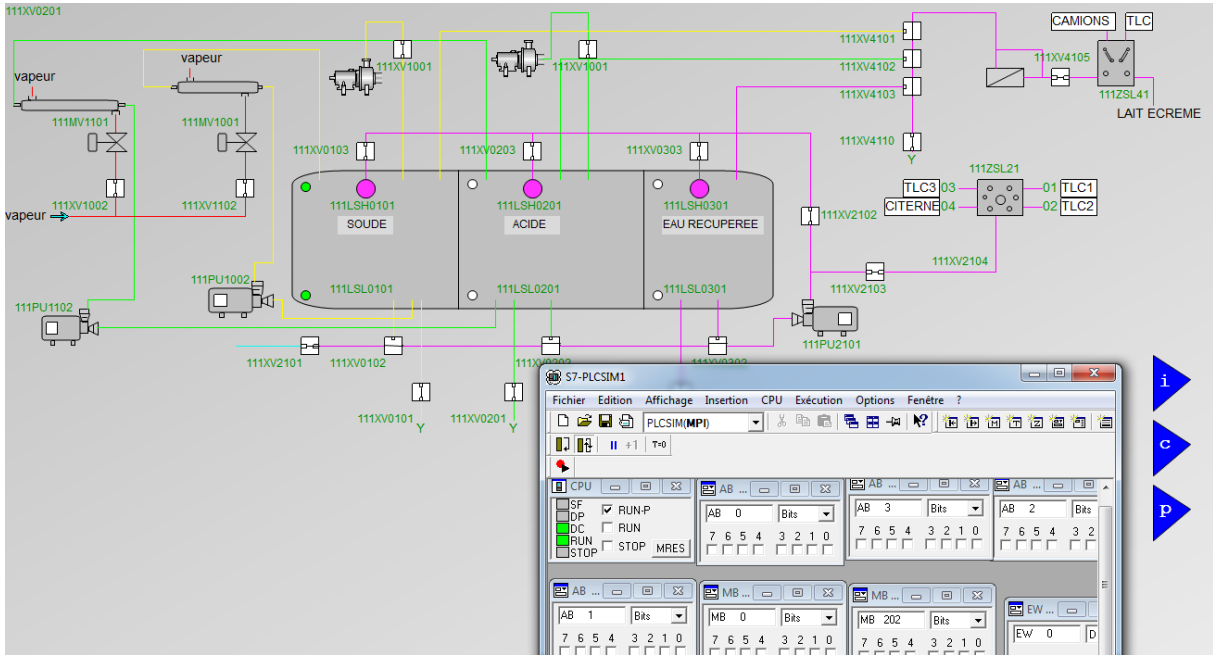 111XV0201
CAMIONS TLC
111XV4101
vapeur
111XV1001
111XV1001
111XV4102
111XV4105
vapeur
111XV4103
111ZSL41
LAIT ECREME
111MV1101
111MV1001
111XV0103
111XV0203
111XV0303
111XV4110
Y
111ZSL21
TLC3 03
01 TLC1
CITERNE 04
02 TLC2
111XV1002
111XV1102
111LSH0101
111LSH0201
111LSH0301
vapeur
111XV2102
SOUDE
ACIDE
EAU RECUPEREE
111XV2104
111PU1002
111LSL0101
111LSL0201
111LSL0301
111XV2103
111PU1102
111PU2101
111XV2101
111XV0102
111XV0202
111XV0302
111XV0101
Y
111XV0201
Y
S7-PLCSIM1
Fichier Edition Affichage Insertion CPU Exécution Options Fenêtre ?
PLCSIM(MPI)
+1 T=0
CPU
AB ...
AB ...
AB ...
SF
DP
DC
RUN
STOP
RUN-P
RUN
STOP
MRES
AB 0 Bits
7 6 5 4 3 2 1 0
AB 3 Bits
7 6 5 4 3 2 1 0
AB 2 Bits
7 6 5 4 3 2
AB ...
MB ...
MB ...
EW ...
AB 1 Bits
7 6 5 4 3 2 1 0
MB 0 Bits
7 6 5 4 3 2 1 0
MB 202 Bits
7 6 5 4 3 2 1 0
EW 0 D
i
c
p